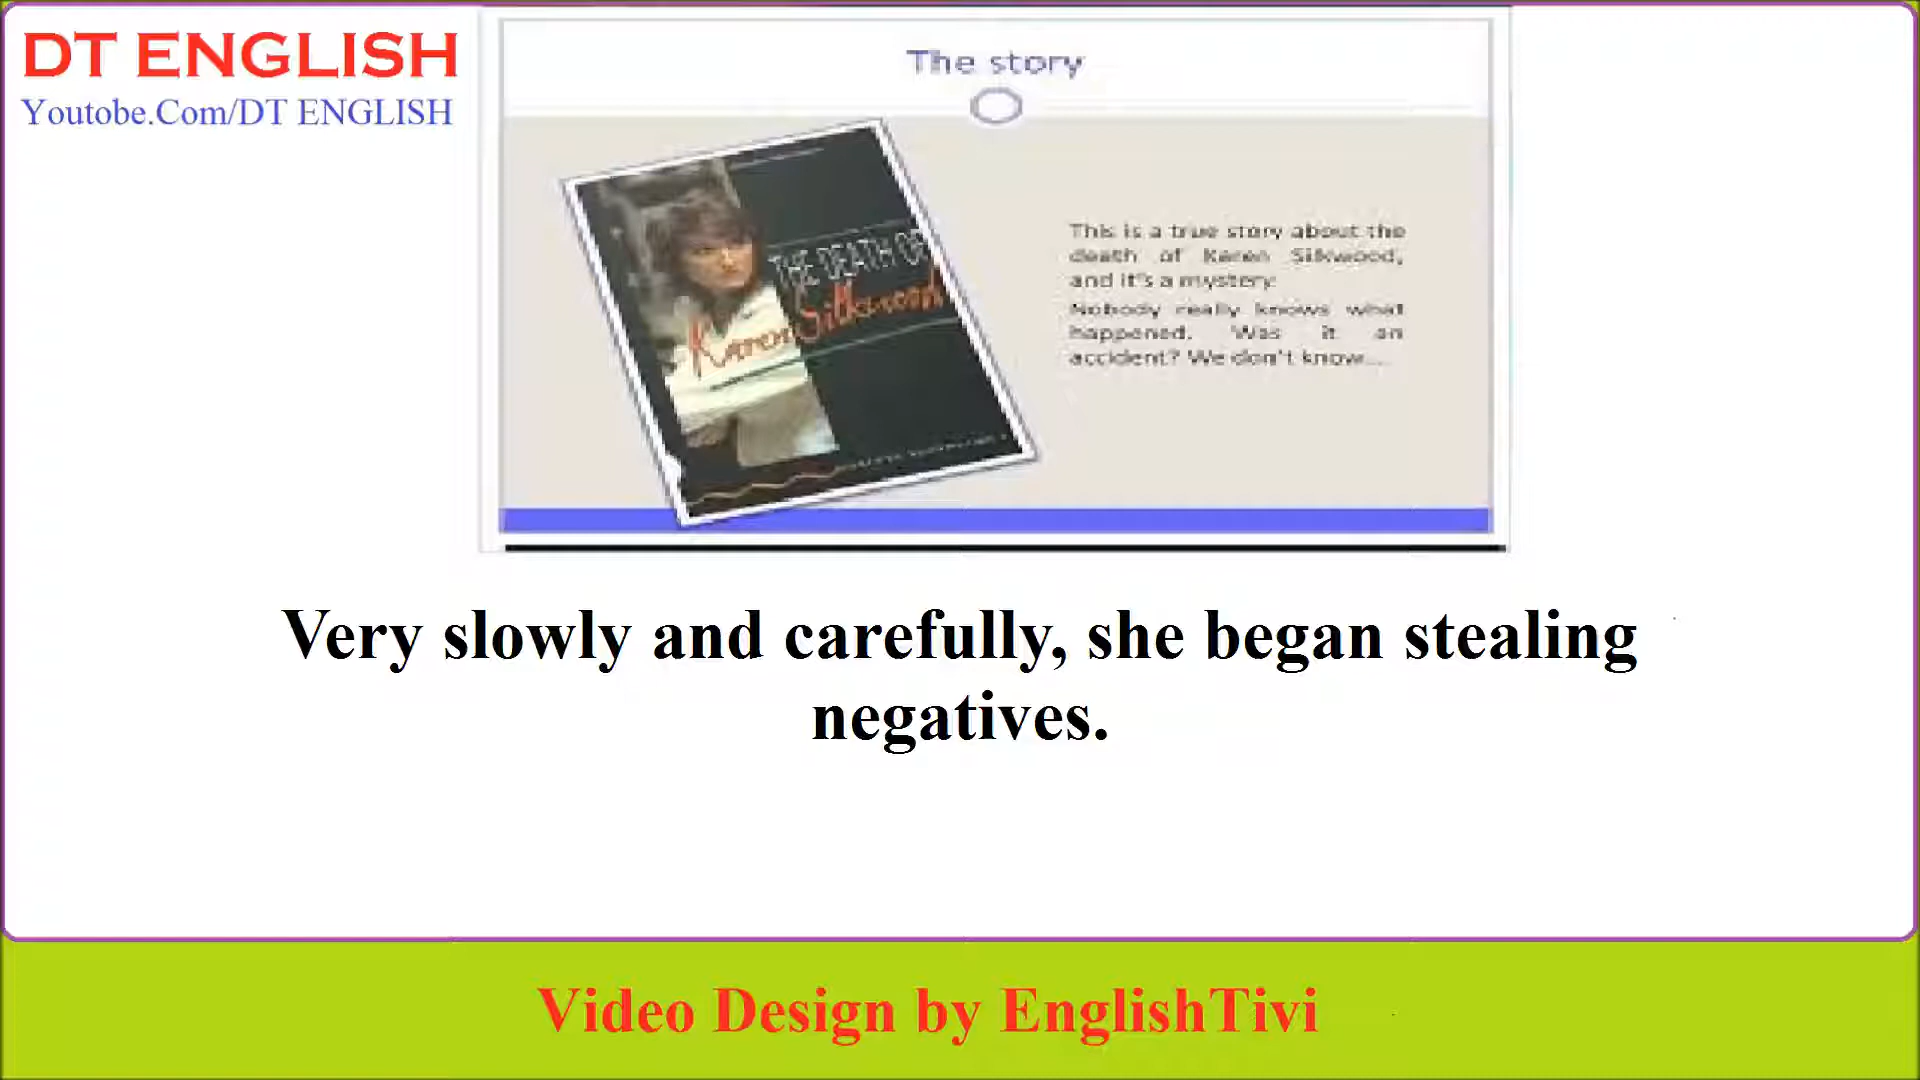 DT ENGLISH
Youtobe.Com/DT ENGLISH
The story
THE DEATH OF
Karen Silkwood
This is a true story about the
death of Karen Silkwood,
and it's a mystery.
Nobody really knows what
happened. Was it an
accident? We don't know...
Very slowly and carefully, she began stealing
negatives.
Video Design by EnglishTivi